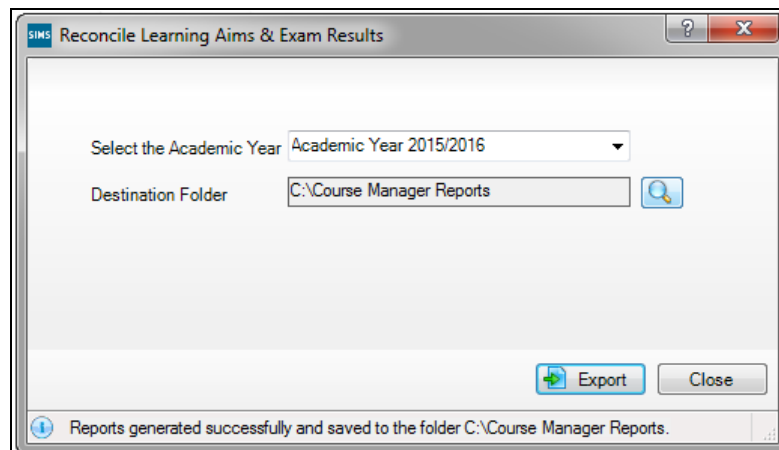 SIMS Reconcile Learning Aims & Exam Results
Select the Academic Year Academic Year 2015/2016
Destination Folder C:\Course Manager Reports
Export Close
Reports generated successfully and saved to the folder C:\Course Manager Reports.